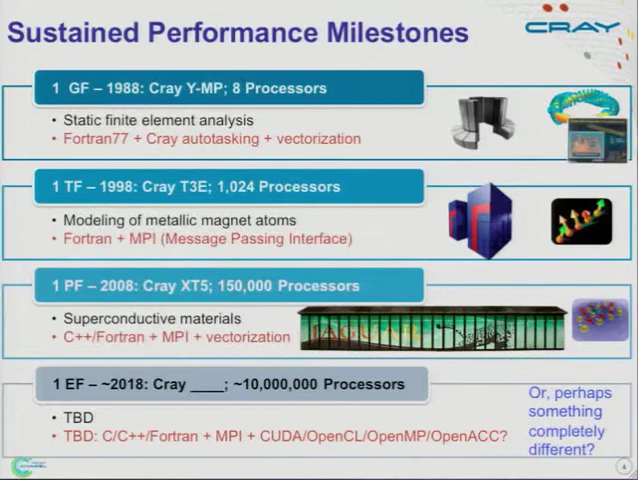 Sustained Performance Milestones
CRAY
1 GF – 1988: Cray Y-MP; 8 Processors
• Static finite element analysis
• Fortran77 + Cray autotasking + vectorization
1 TF – 1998: Cray T3E; 1,024 Processors
• Modeling of metallic magnet atoms
• Fortran + MPI (Message Passing Interface)
1 PF – 2008: Cray XT5; 150,000 Processors
• Superconductive materials
• C++/Fortran + MPI + vectorization
JAGUAR
1 EF – ~2018: Cray ____; ~10,000,000 Processors
• TBD
• TBD: C/C++/Fortran + MPI + CUDA/OpenCL/OpenMP/OpenACC?
Or, perhaps
something
completely
different?